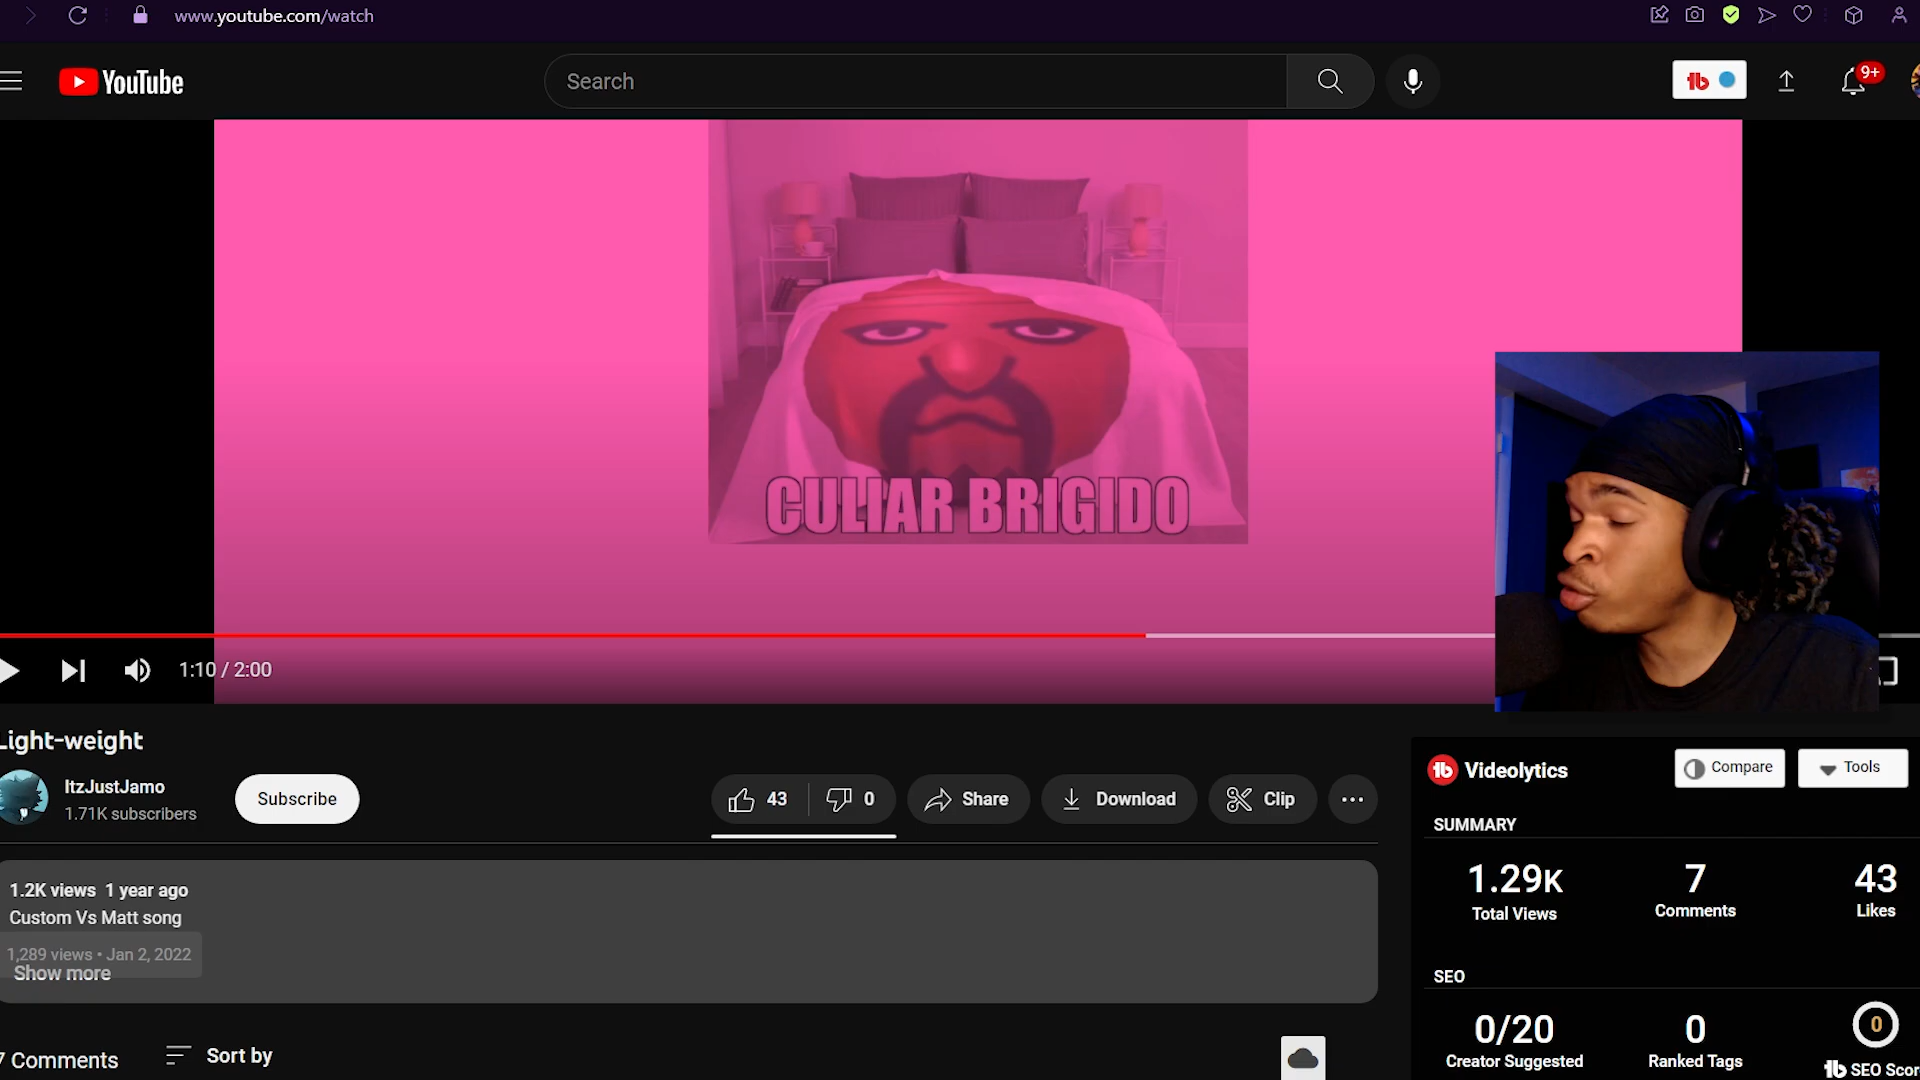 www.youtube.com/watch
YouTube
Search
9+
CULIAR BRIGIDO
1:10 / 2:00
Light-weight
ItzJustJamo
1.71K subscribers
Subscribe
43
0
Share
Download
Clip
1.2K views 1 year ago
Custom Vs Matt song
1,289 views • Jan 2, 2022
Show more
7 Comments
Sort by
Videolytics
Compare
Tools
SUMMARY
1.29K
Total Views
7
Comments
43
Likes
SEO
0/20
Creator Suggested
0
Ranked Tags
0
SEO Scor